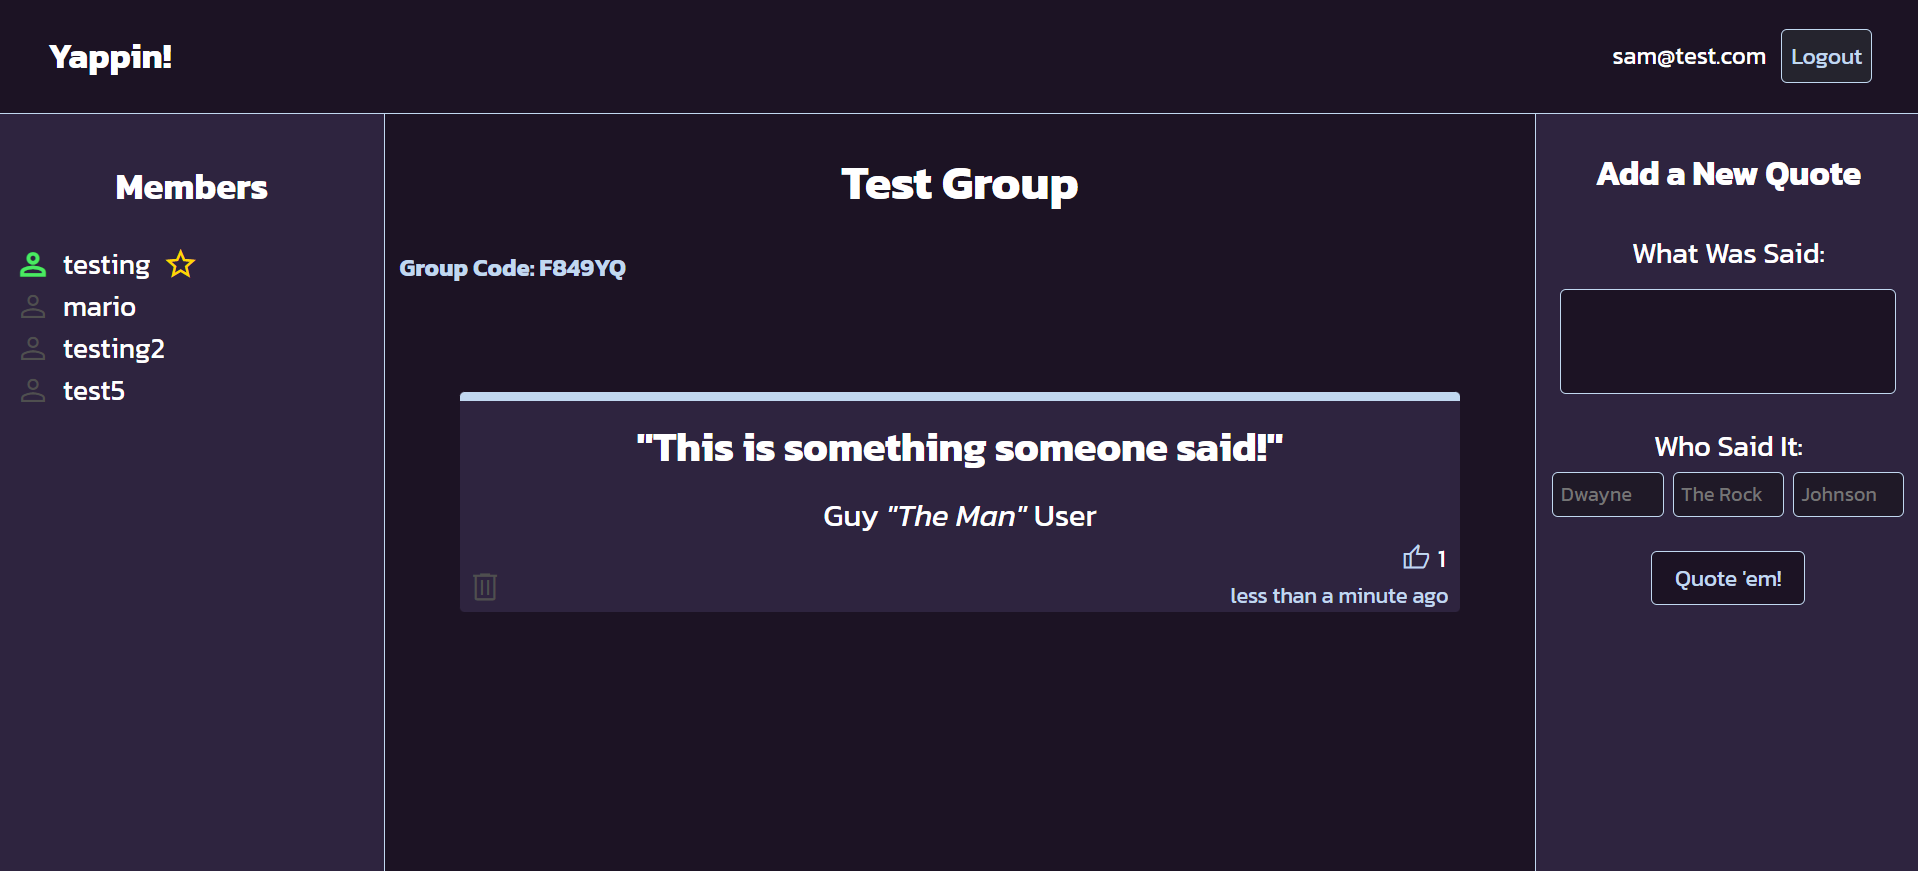 Yappin!
sam@test.com Logout
Members
testing
mario
testing2
test5
Test Group
Group Code: F849YQ
"This is something someone said!"
Guy "The Man" User
1
less than a minute ago
Add a New Quote
What Was Said:
Who Said It:
Dwayne The Rock Johnson
Quote 'em!